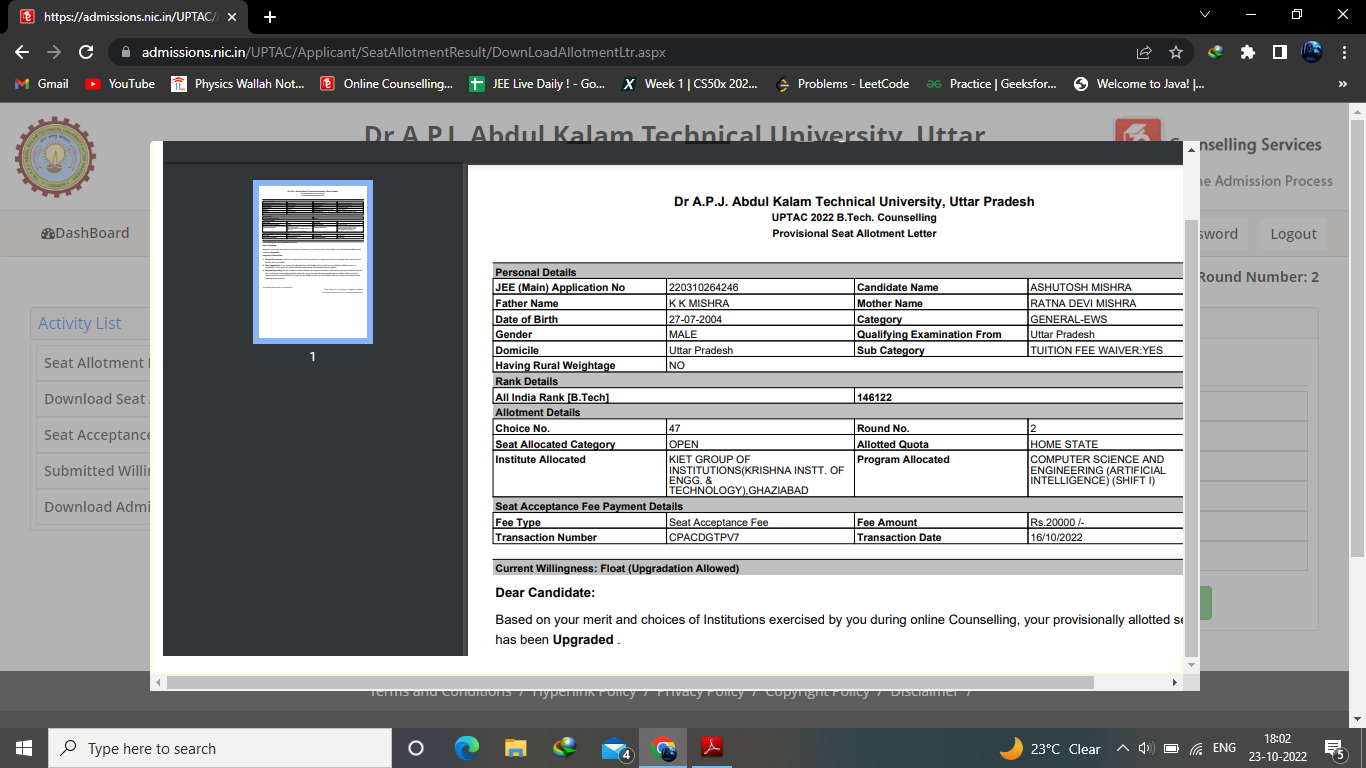 https://admissions.nic.in/UPTAC/
admissions.nic.in/UPTAC/Applicant/SeatAllotmentResult/DownLoadAllotmentLtr.aspx
Gmail YouTube Physics Wallah Not... Online Counselling... JEE Live Daily ! - Go... Week 1 | CS50x 202... Problems - LeetCode Practice | Geeksfor... Welcome to Java! |... »
Dr A.P.J. Abdul Kalam Technical University, Uttar
nselling Services
ne Admission Process
DashBoard
sword Logout
Round Number: 2
Activity List
Seat Allotment
Download Seat
Seat Acceptance
Submitted Willi
Download Admi
1
Dr A.P.J. Abdul Kalam Technical University, Uttar Pradesh
UPTAC 2022 B.Tech. Counselling
Provisional Seat Allotment Letter
Personal Details
JEE (Main) Application No 220310264246 Candidate Name ASHUTOSH MISHRA
Father Name K K MISHRA Mother Name RATNA DEVI MISHRA
Date of Birth 27-07-2004 Category GENERAL-EWS
Gender MALE Qualifying Examination From Uttar Pradesh
Domicile Uttar Pradesh Sub Category TUITION FEE WAIVER:YES
Having Rural Weightage NO
Rank Details
All India Rank [B.Tech] 146122
Allotment Details
Choice No. 47 Round No. 2
Seat Allocated Category OPEN Allotted Quota HOME STATE
Institute Allocated KIET GROUP OF Program Allocated COMPUTER SCIENCE AND
INSTITUTIONS(KRISHNA INSTT. OF ENGINEERING (ARTIFICIAL
ENGG. & INTELLIGENCE) (SHIFT I)
TECHNOLOGY),GHAZIABAD
Seat Acceptance Fee Payment Details
Fee Type Seat Acceptance Fee Fee Amount Rs.20000 /-
Transaction Number CPACDGTPV7 Transaction Date 16/10/2022
Current Willingness: Float (Upgradation Allowed)
Dear Candidate:
Based on your merit and choices of Institutions exercised by you during online Counselling, your provisionally allotted se
has been Upgraded .
Terms and Conditions / Hyperlink Policy / Privacy Policy / Copyright Policy / Disclaimer /
Type here to search
4
23°C Clear
ENG
18:02
23-10-2022
5